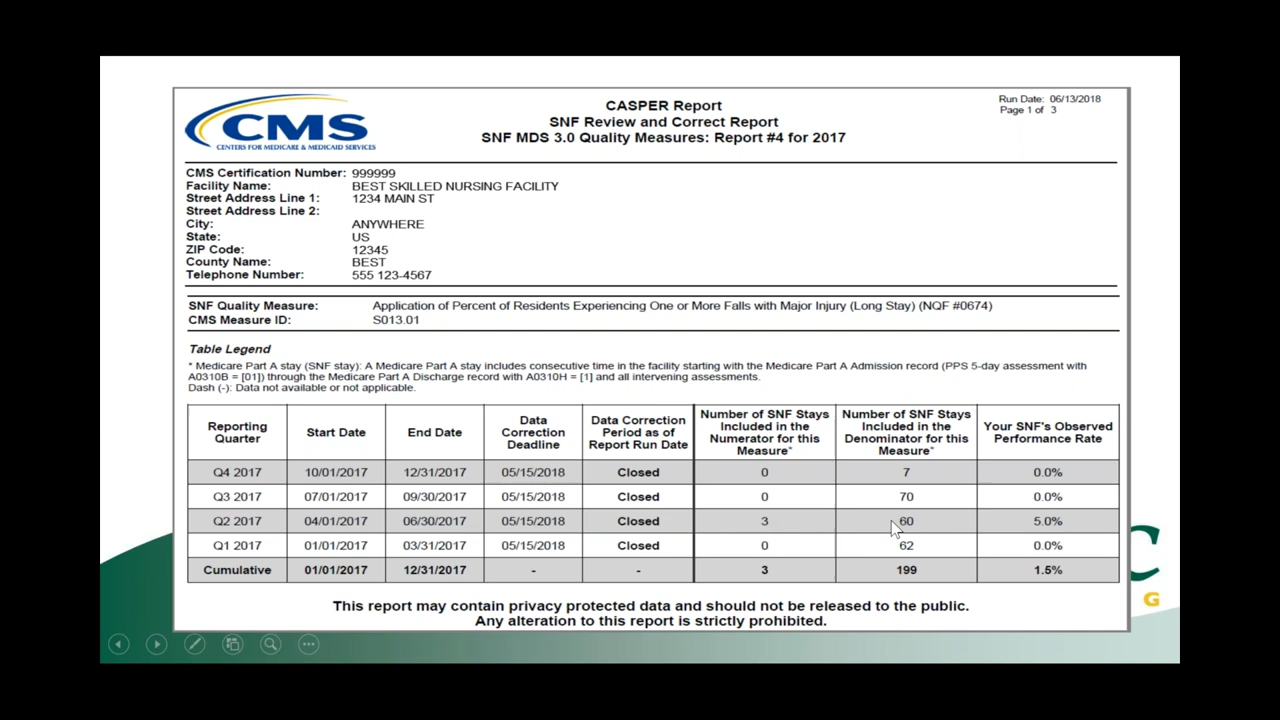 CMS
CENTERS FOR MEDICARE & MEDICAID SERVICES
CASPER Report
SNF Review and Correct Report
SNF MDS 3.0 Quality Measures: Report #4 for 2017
Run Date: 06/13/2018
Page 1 of 3
CMS Certification Number: 999999
Facility Name: BEST SKILLED NURSING FACILITY
Street Address Line 1: 1234 MAIN ST
Street Address Line 2:
City: ANYWHERE
State: US
ZIP Code: 12345
County Name: BEST
Telephone Number: 555 123-4567
SNF Quality Measure: Application of Percent of Residents Experiencing One or More Falls with Major Injury (Long Stay) (NQF #0674)
CMS Measure ID: S013.01
Table Legend
* Medicare Part A stay (SNF stay): A Medicare Part A stay includes consecutive time in the facility starting with the Medicare Part A Admission record (PPS 5-day assessment with
A0310B = [01]) through the Medicare Part A Discharge record with A0310H = [1] and all intervening assessments.
Dash (-): Data not available or not applicable.
Reporting Quarter Start Date End Date Data Correction Deadline Data Correction Period as of Report Run Date Number of SNF Stays Included in the Numerator for this Measure* Number of SNF Stays Included in the Denominator for this Measure* Your SNF's Observed Performance Rate
Q4 2017 10/01/2017 12/31/2017 05/15/2018 Closed 0 7 0.0%
Q3 2017 07/01/2017 09/30/2017 05/15/2018 Closed 0 70 0.0%
Q2 2017 04/01/2017 06/30/2017 05/15/2018 Closed 3 60 5.0%
Q1 2017 01/01/2017 03/31/2017 05/15/2018 Closed 0 62 0.0%
Cumulative 01/01/2017 12/31/2017 - - 3 199 1.5%
This report may contain privacy protected data and should not be released to the public.
Any alteration to this report is strictly prohibited.
C
G